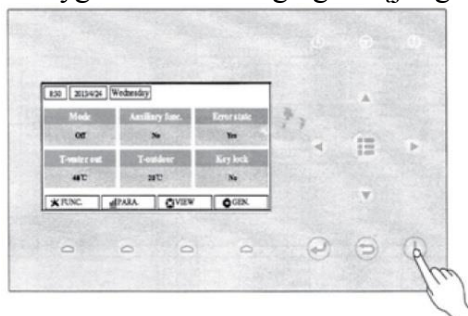 8:30 2013/4/24 Wednesday
Mode Auxiliary func. Error state
Off No Yes
T-water out T-outdoor Key lock
48℃ No
FUNC. PARA. VIEW GEN.